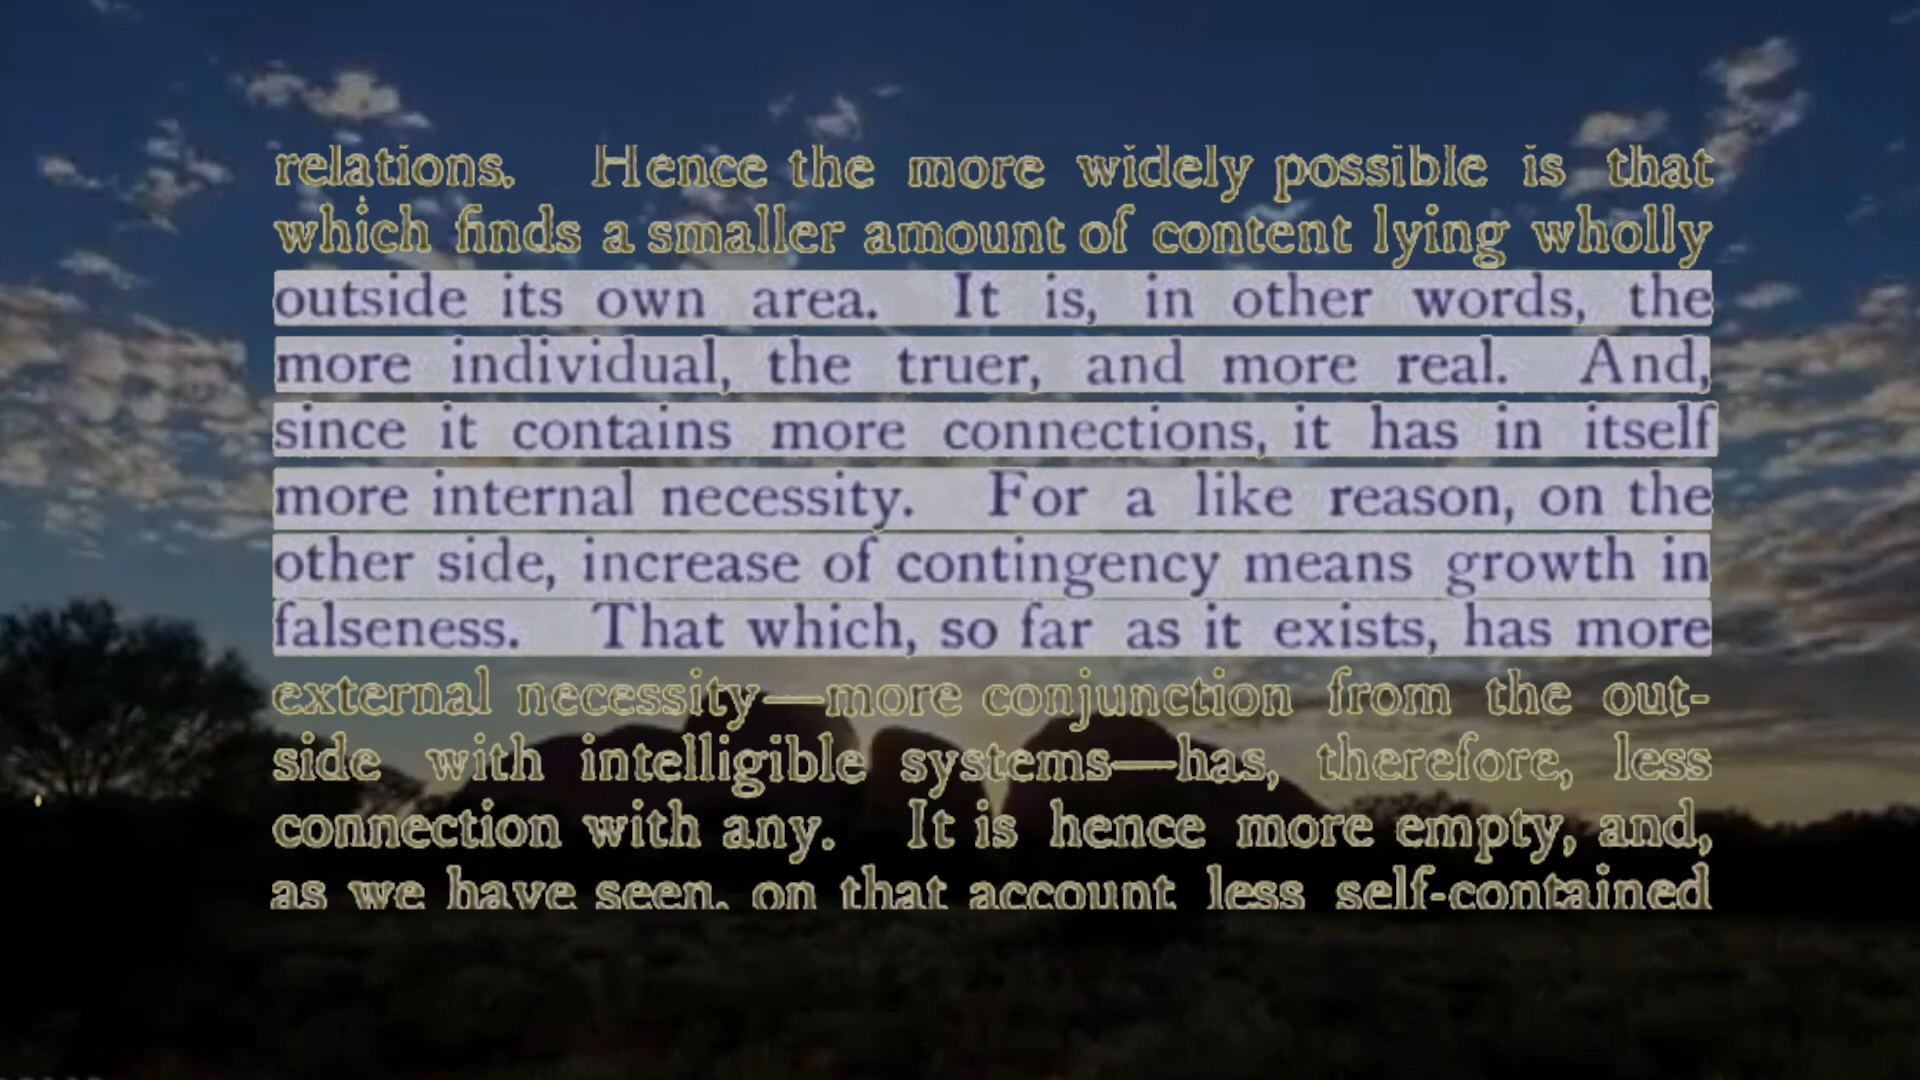 relations. Hence the more widely possible is that
which finds a smaller amount of content lying wholly
outside its own area. It is, in other words, the
more individual, the truer, and more real. And,
since it contains more connections, it has in itself
more internal necessity. For a like reason, on the
other side, increase of contingency means growth in
falseness. That which, so far as it exists, has more
external necessity—more conjunction from the out-
side with intelligible systems—has, therefore, less
connection with any. It is hence more empty, and,
as we have seen, on that account less self-contained